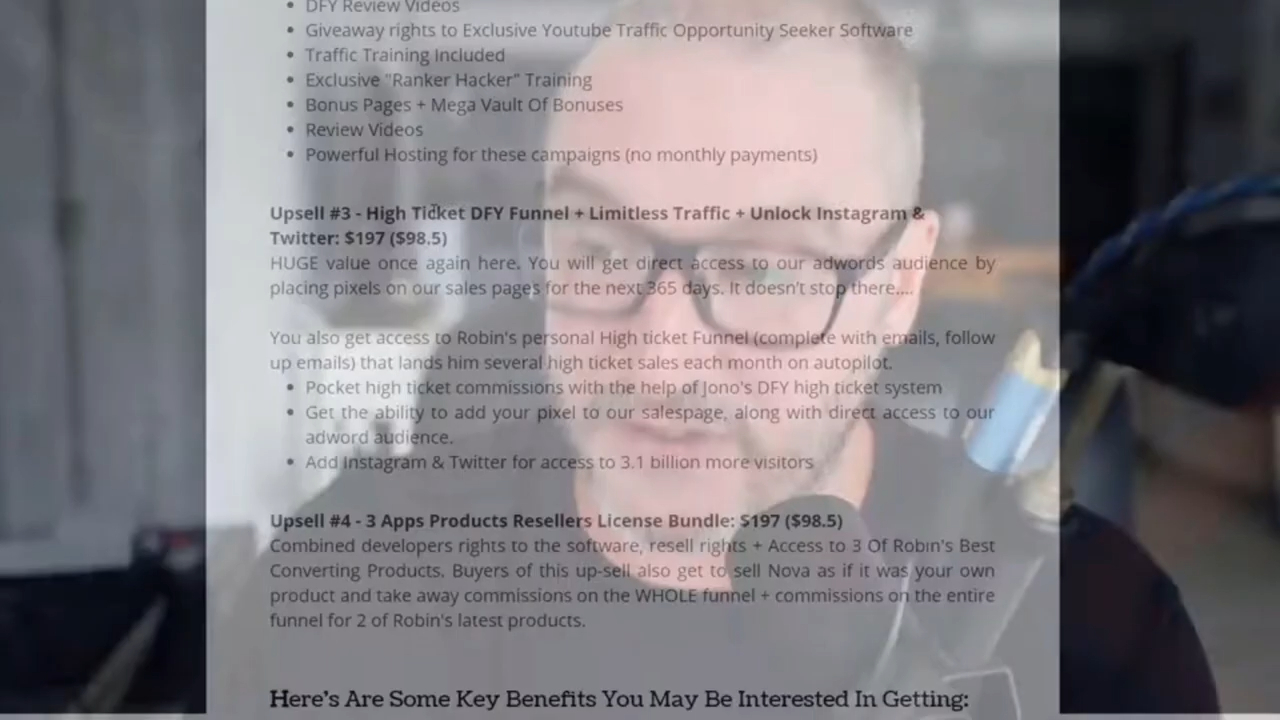 DFY Review Videos
Giveaway rights to Exclusive Youtube Traffic Opportunity Seeker Software
Traffic Training Included
Exclusive "Ranker Hacker" Training
Bonus Pages + Mega Vault Of Bonuses
Review Videos
Powerful Hosting for these campaigns (no monthly payments)
Upsell #3 - High Ticket DFY Funnel + Limitless Traffic + Unlock Instagram &
Twitter: $197 ($98.5)
HUGE value once again here. You will get direct access to our adwords audience by
placing pixels on our sales pages for the next 365 days. It doesn't stop there....
You also get access to Robin's personal High ticket Funnel (complete with emails, follow
up emails) that lands him several high ticket sales each month on autopilot.
Pocket high ticket commissions with the help of Jono's DFY high ticket system
Get the ability to add your pixel to our salespage, along with direct access to our
adword audience.
Add Instagram & Twitter for access to 3.1 billion more visitors
Upsell #4 - 3 Apps Products Resellers License Bundle: $197 ($98.5)
Combined developers rights to the software, resell rights + Access to 3 Of Robin's Best
Converting Products. Buyers of this up-sell also get to sell Nova as if it was your own
product and take away commissions on the WHOLE funnel + commissions on the entire
funnel for 2 of Robin's latest products.
Here's Are Some Key Benefits You May Be Interested In Getting: